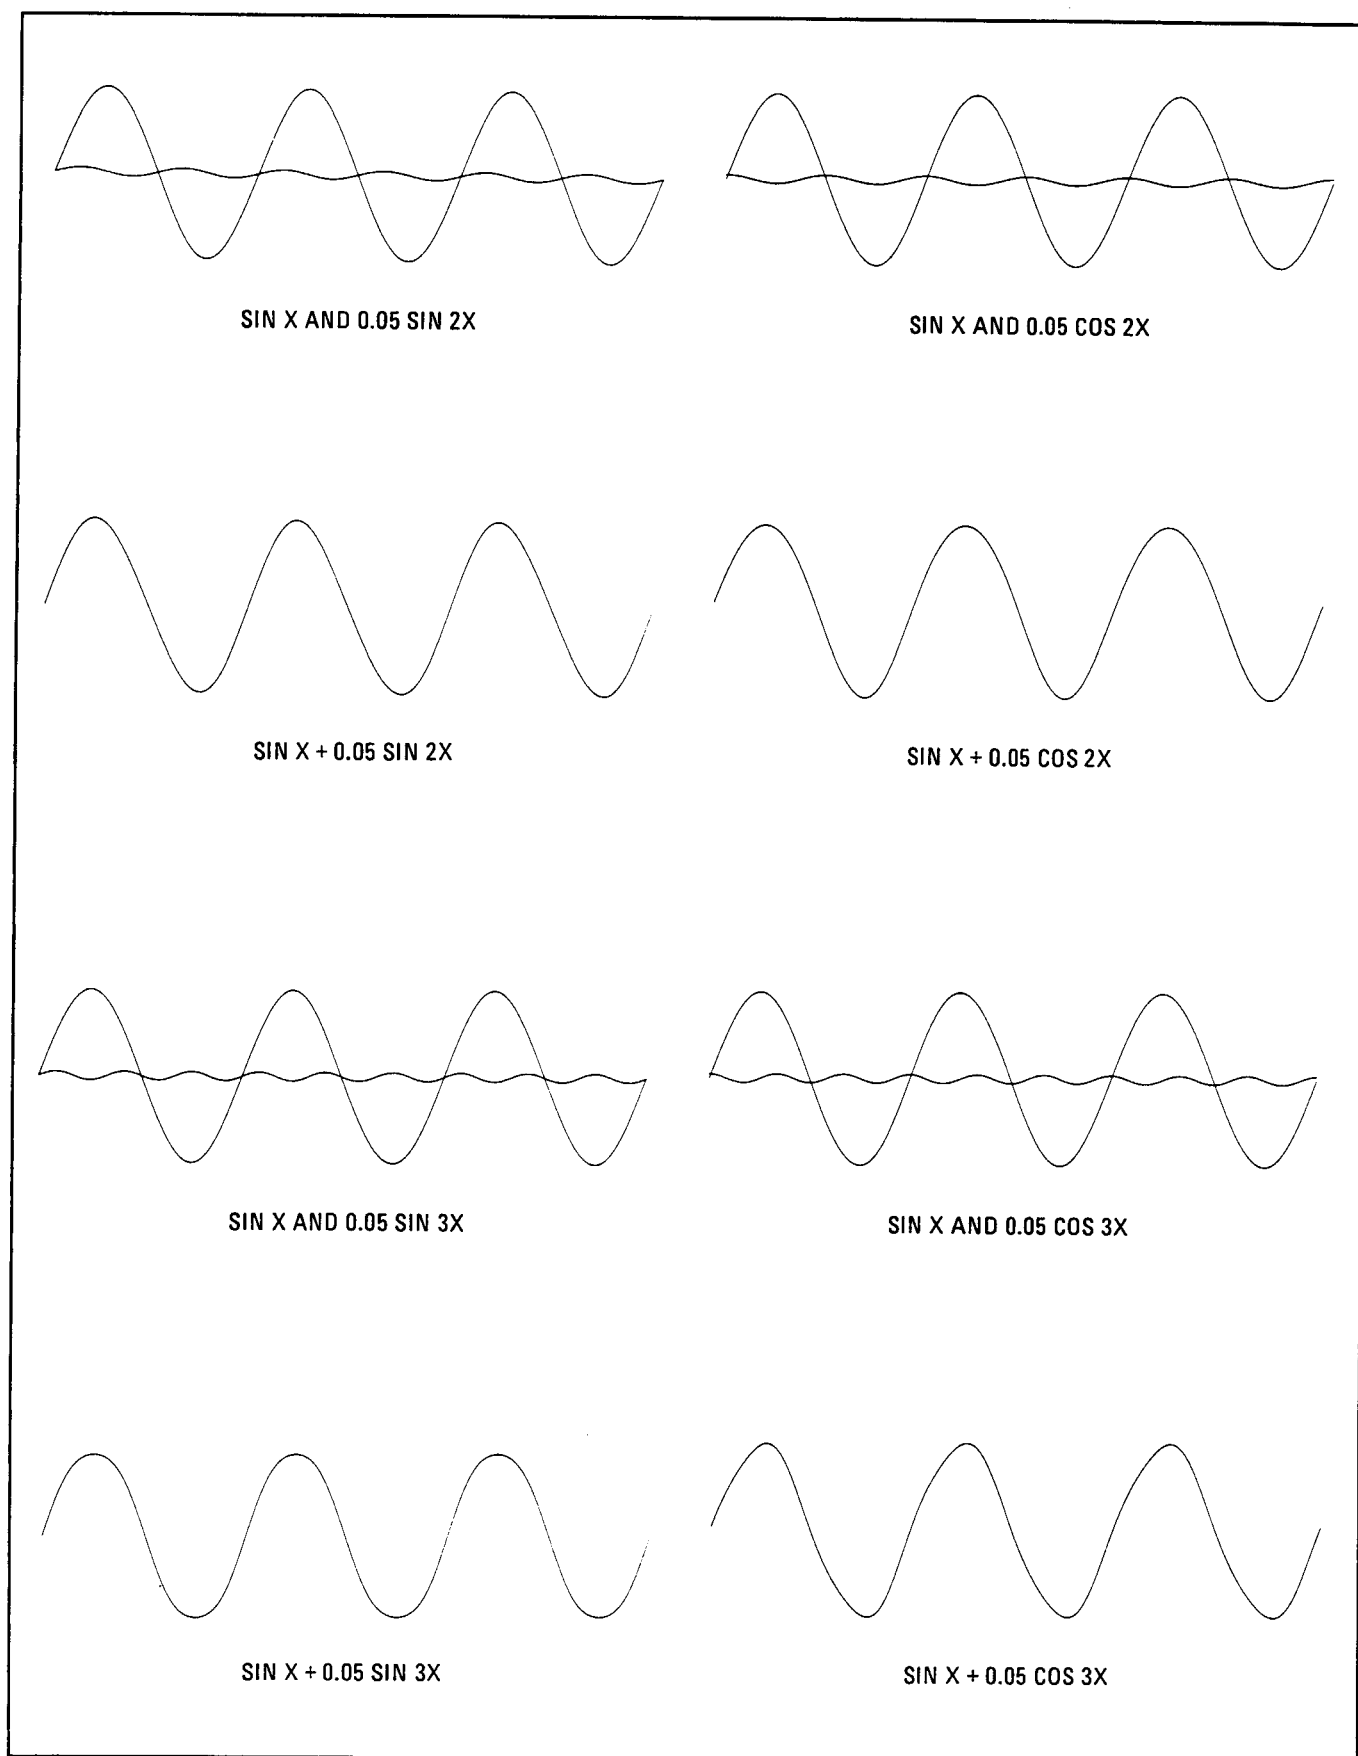 SIN X AND 0.05 SIN 2X
SIN X AND 0.05 COS 2X
SIN X + 0.05 SIN 2X
SIN X + 0.05 COS 2X
SIN X AND 0.05 SIN 3X
SIN X AND 0.05 COS 3X
SIN X + 0.05 SIN 3X
SIN X + 0.05 COS 3X